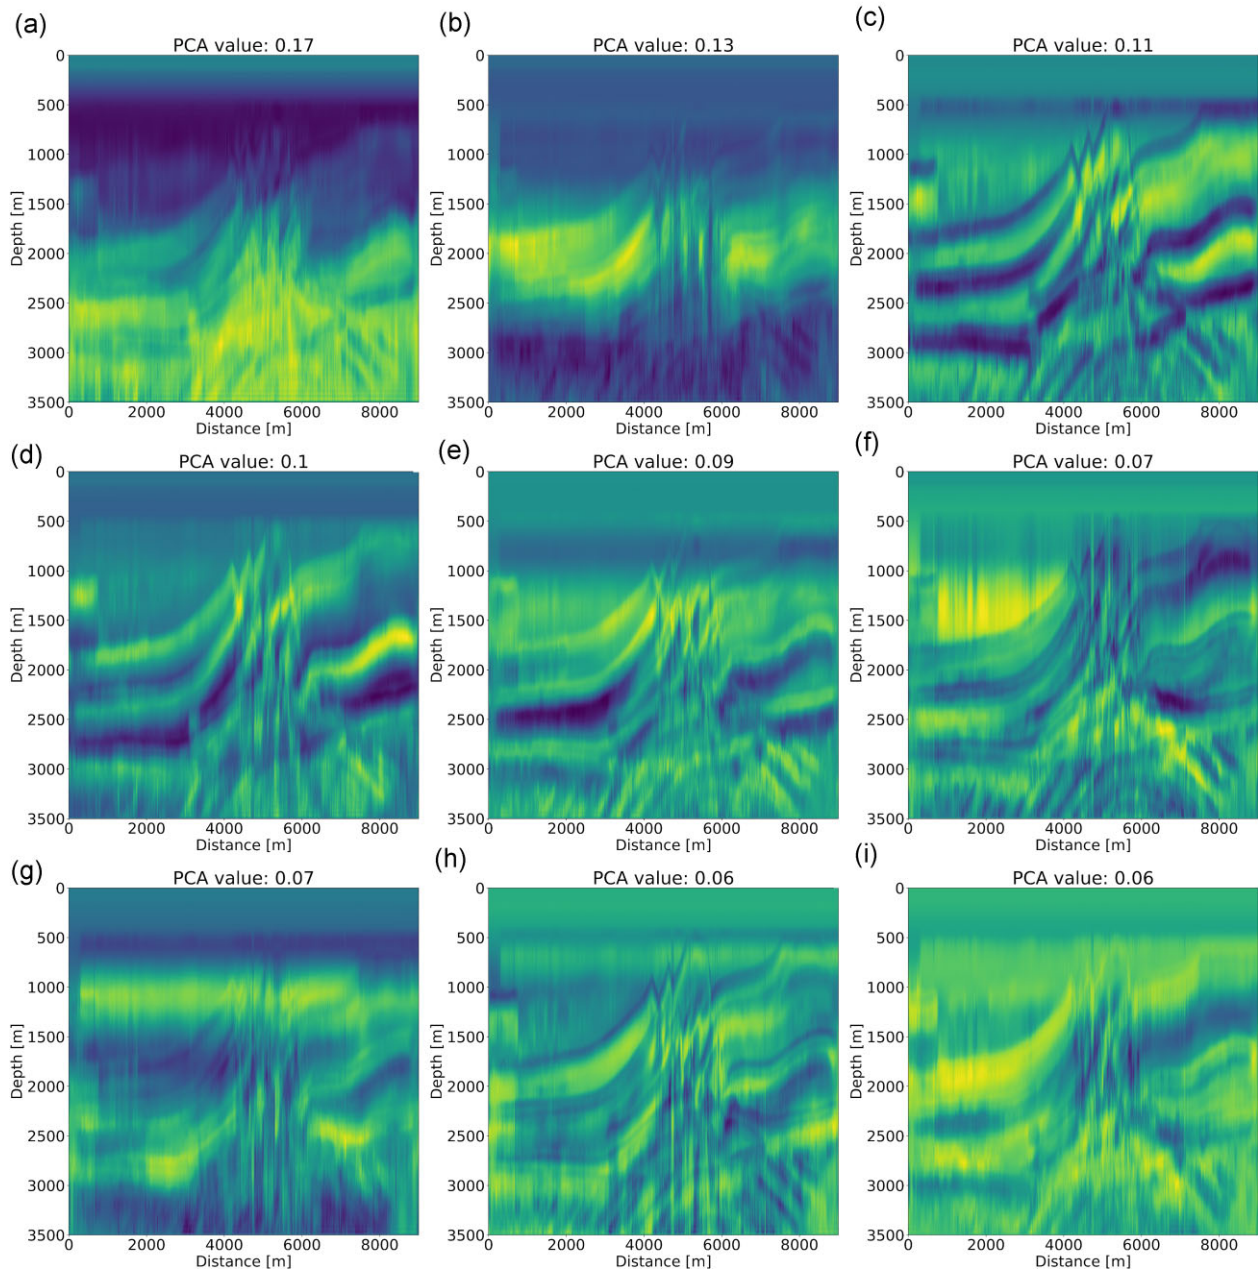 (a) (b) (c)
PCA value: 0.17 PCA value: 0.13 PCA value: 0.11
0 0 0
500 500 500
1000 1000 1000
1500 1500 1500
2000 2000 2000
2500 2500 2500
3000 3000 3000
3500 3500 3500
Depth [m] Depth [m] Depth [m]
0 2000 4000 6000 8000 0 2000 4000 6000 8000 0 2000 4000 6000 8000
Distance [m] Distance [m] Distance [m]
(d) (e) (f)
PCA value: 0.1 PCA value: 0.09 PCA value: 0.07
0 0 0
500 500 500
1000 1000 1000
1500 1500 1500
2000 2000 2000
2500 2500 2500
3000 3000 3000
3500 3500 3500
Depth [m] Depth [m] Depth [m]
0 2000 4000 6000 8000 0 2000 4000 6000 8000 0 2000 4000 6000 8000
Distance [m] Distance [m] Distance [m]
(g) (h) (i)
PCA value: 0.07 PCA value: 0.06 PCA value: 0.06
0 0 0
500 500 500
1000 1000 1000
1500 1500 1500
2000 2000 2000
2500 2500 2500
3000 3000 3000
3500 3500 3500
Depth [m] Depth [m] Depth [m]
0 2000 4000 6000 8000 0 2000 4000 6000 8000 0 2000 4000 6000 8000
Distance [m] Distance [m] Distance [m]